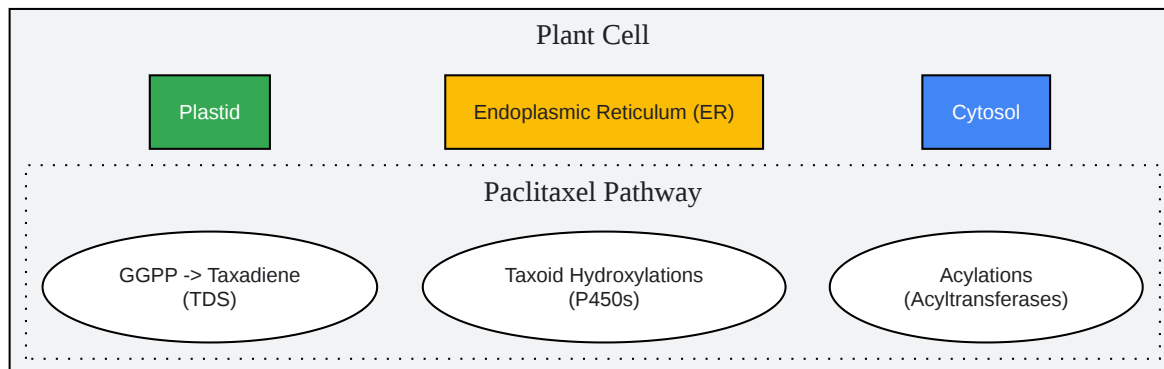 Plant Cell
Plastid
Endoplasmic Reticulum (ER)
Cytosol
Paclitaxel Pathway
GGPP -> Taxadiene
(TDS)
Taxoid Hydroxylations
(P450s)
Acylations
(Acyltransferases)